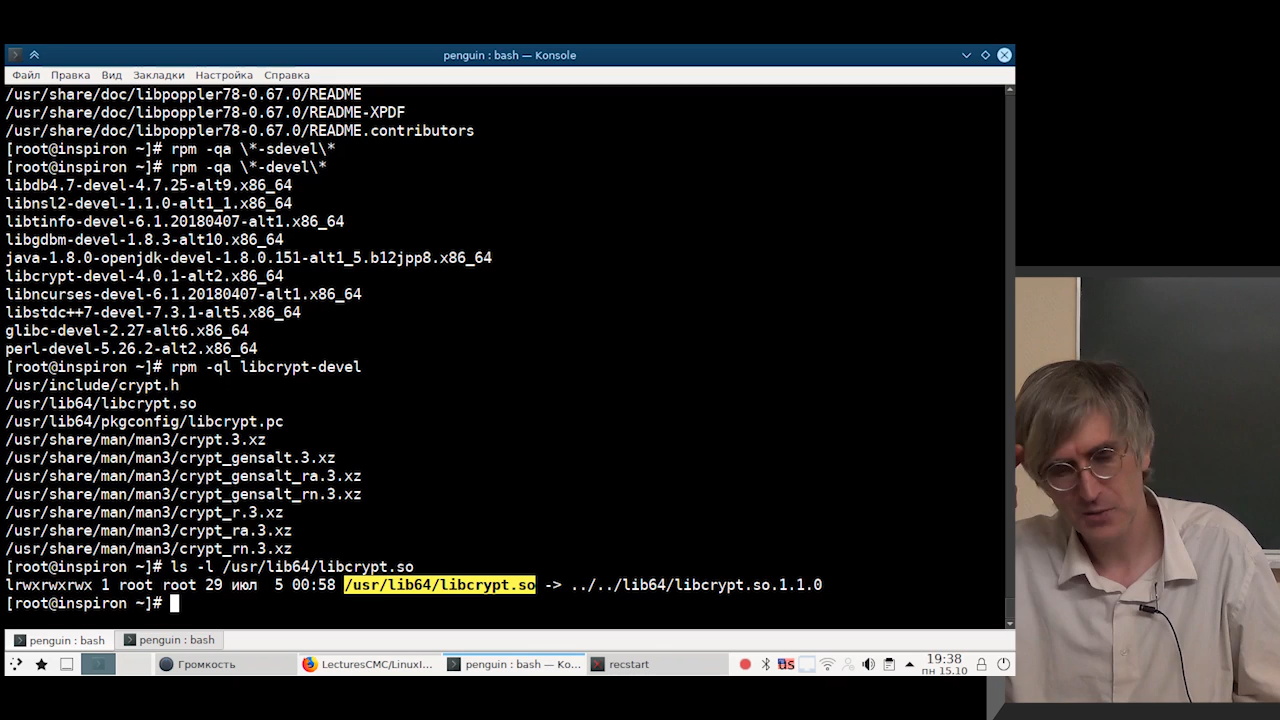 penguin : bash — Konsole
Файл Правка Вид Закладки Настройка Справка
/usr/share/doc/libpoppler78-0.67.0/README
/usr/share/doc/libpoppler78-0.67.0/README-XPDF
/usr/share/doc/libpoppler78-0.67.0/README.contributors
[root@inspiron ~]# rpm -qa \*-sdevel\*
[root@inspiron ~]# rpm -qa \*-devel\*
libdb4.7-devel-4.7.25-alt9.x86_64
libnsl2-devel-1.1.0-alt1_1.x86_64
libtinfo-devel-6.1.20180407-alt1.x86_64
libgdbm-devel-1.8.3-alt10.x86_64
java-1.8.0-openjdk-devel-1.8.0.151-alt1_5.b12jpp8.x86_64
libcrypt-devel-4.0.1-alt2.x86_64
libncurses-devel-6.1.20180407-alt1.x86_64
libstdc++7-devel-7.3.1-alt5.x86_64
glibc-devel-2.27-alt6.x86_64
perl-devel-5.26.2-alt2.x86_64
[root@inspiron ~]# rpm -ql libcrypt-devel
/usr/include/crypt.h
/usr/lib64/libcrypt.so
/usr/lib64/pkgconfig/libcrypt.pc
/usr/share/man/man3/crypt.3.xz
/usr/share/man/man3/crypt_gensalt.3.xz
/usr/share/man/man3/crypt_gensalt_ra.3.xz
/usr/share/man/man3/crypt_gensalt_rn.3.xz
/usr/share/man/man3/crypt_r.3.xz
/usr/share/man/man3/crypt_ra.3.xz
/usr/share/man/man3/crypt_rn.3.xz
[root@inspiron ~]# ls -l /usr/lib64/libcrypt.so
lrwxrwxrwx 1 root root 29 июл  5 00:58 /usr/lib64/libcrypt.so -> ../../lib64/libcrypt.so.1.1.0
[root@inspiron ~]#
penguin : bash penguin : bash
Громкость LecturesCMC/LinuxI... penguin : bash — Ko... recstart us 19:38
пн 15.10